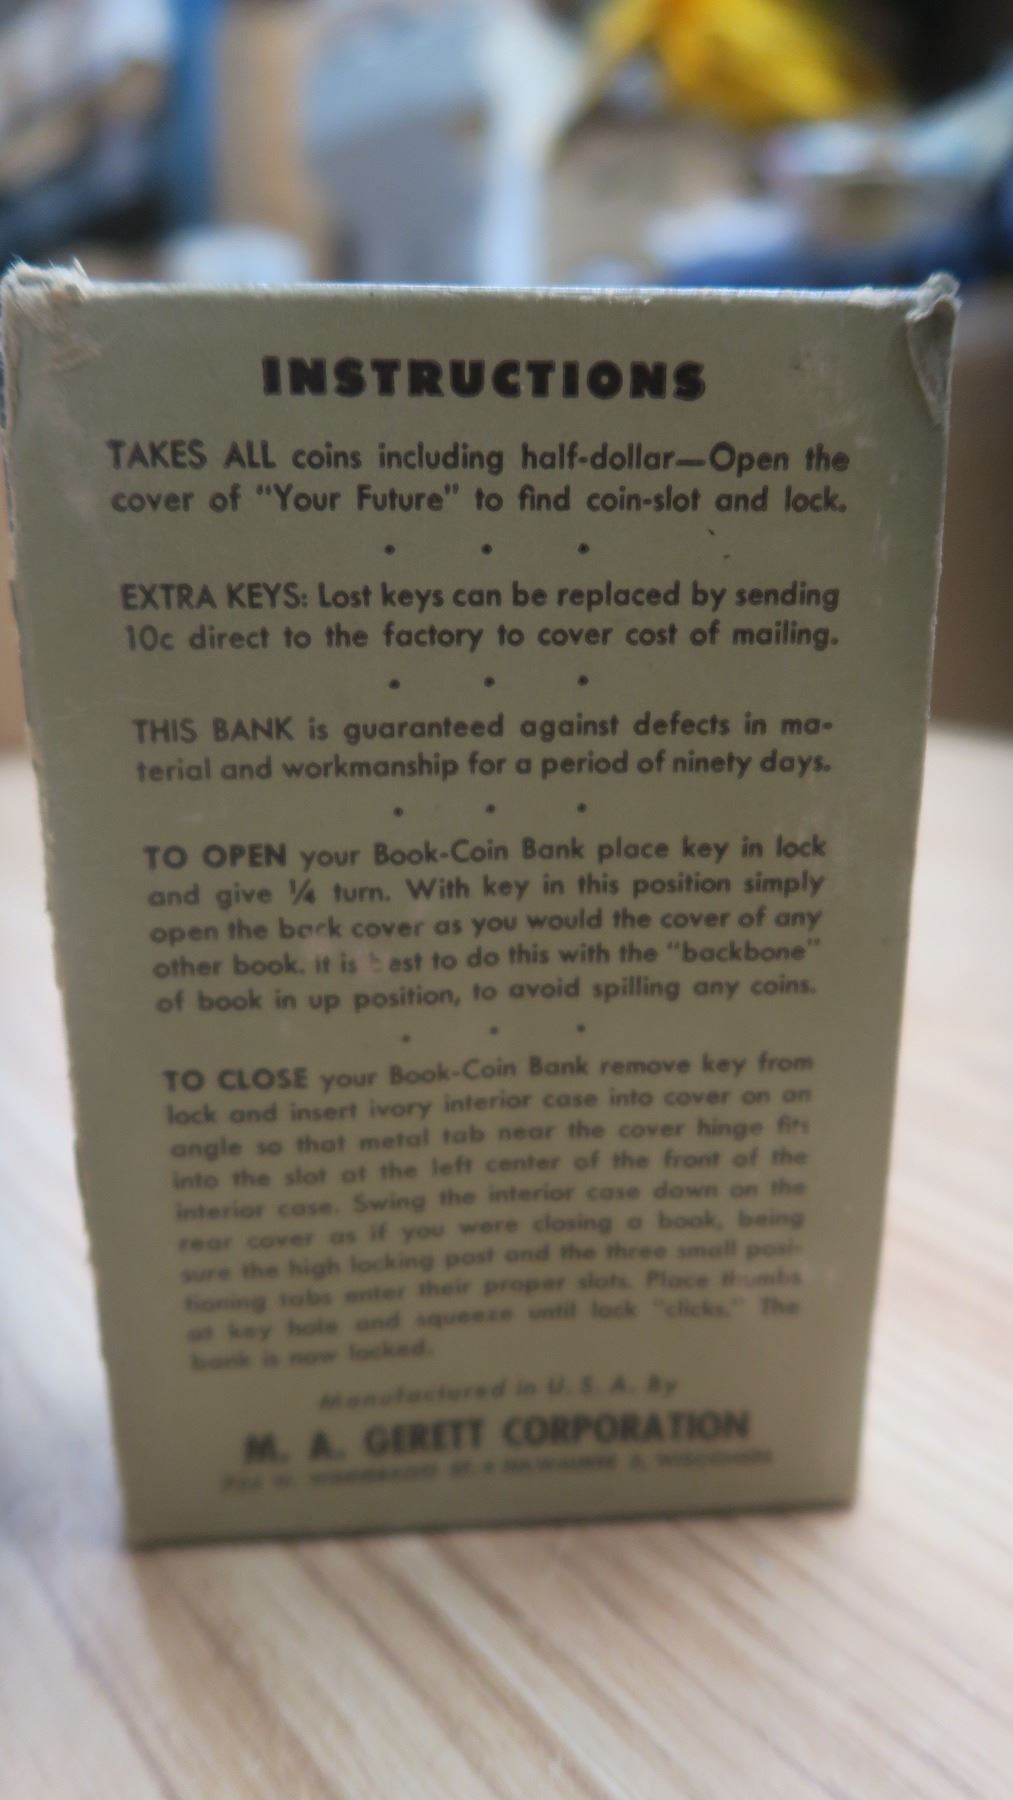 INSTRUCTIONS
TAKES ALL coins including half-dollar—Open the
cover of "Your Future" to find coin-slot and lock.
• • •
EXTRA KEYS: Lost keys can be replaced by sending
10c direct to the factory to cover cost of mailing.
• • •
THIS BANK is guaranteed against defects in ma-
terial and workmanship for a period of ninety days.
• • •
TO OPEN your Book-Coin Bank place key in lock
and give ¼ turn. With key in this position simply
open the back cover as you would the cover of any
other book. It is best to do this with the "backbone"
of book in up position, to avoid spilling any coins.
• • •
TO CLOSE your Book-Coin Bank remove key from
lock and insert ivory interior case into cover on an
angle so that metal tab near the cover hinge fits
into the slot at the left center of the front of the
interior case. Swing the interior case down on the
rear cover as if you were closing a book, being
sure the high locking post and the three small posi-
tioning tabs enter their proper slots. Place thumbs
at key hole and squeeze until lock "clicks." The
bank is now locked.
Manufactured in U. S. A. By
M. A. GERETT CORPORATION
W. WINNEBAGO ST. • MILWAUKEE WISCONSIN